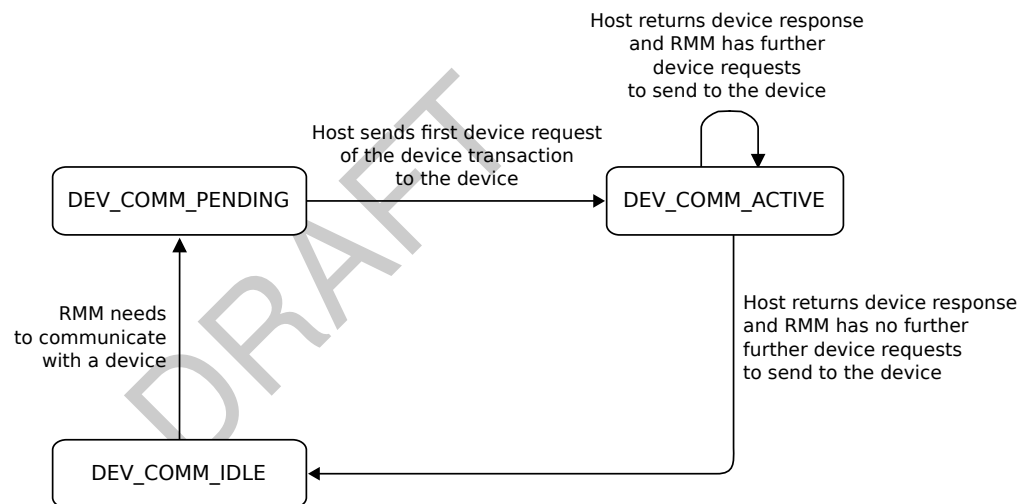 Host returns device response
and RMM has further
device requests
to send to the device
Host sends first device request
of the device transaction
to the device
DEV_COMM_PENDING
DEV_COMM_ACTIVE
RMM needs
to communicate
with a device
Host returns device response
and RMM has no further
further device requests
to send to the device
DEV_COMM_IDLE
DRAFT